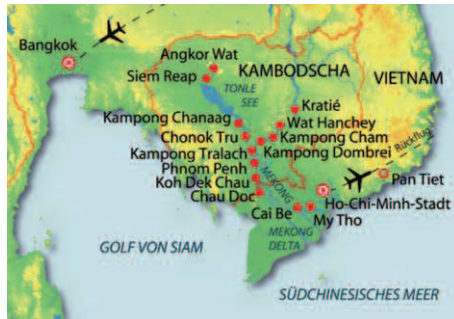 Bangkok
Angkor Wat
Siem Reap
KAMBODSCHA
VIETNAM
TONLE
SEE
Kratié
Kampong Chanaag
Wat Hanchey
Chonok Tru
Kampong Cham
Kampong Tralach
Kampong Dombrei
Rückflug
Phnom Penh
Koh Dek Chau
MEKONG
Pan Tiet
Chau Doc
Ho-Chi-Minh-Stadt
Cai Be
My Tho
MEKONG
DELTA
GOLF VON SIAM
SÜDCHINESISCHES MEER